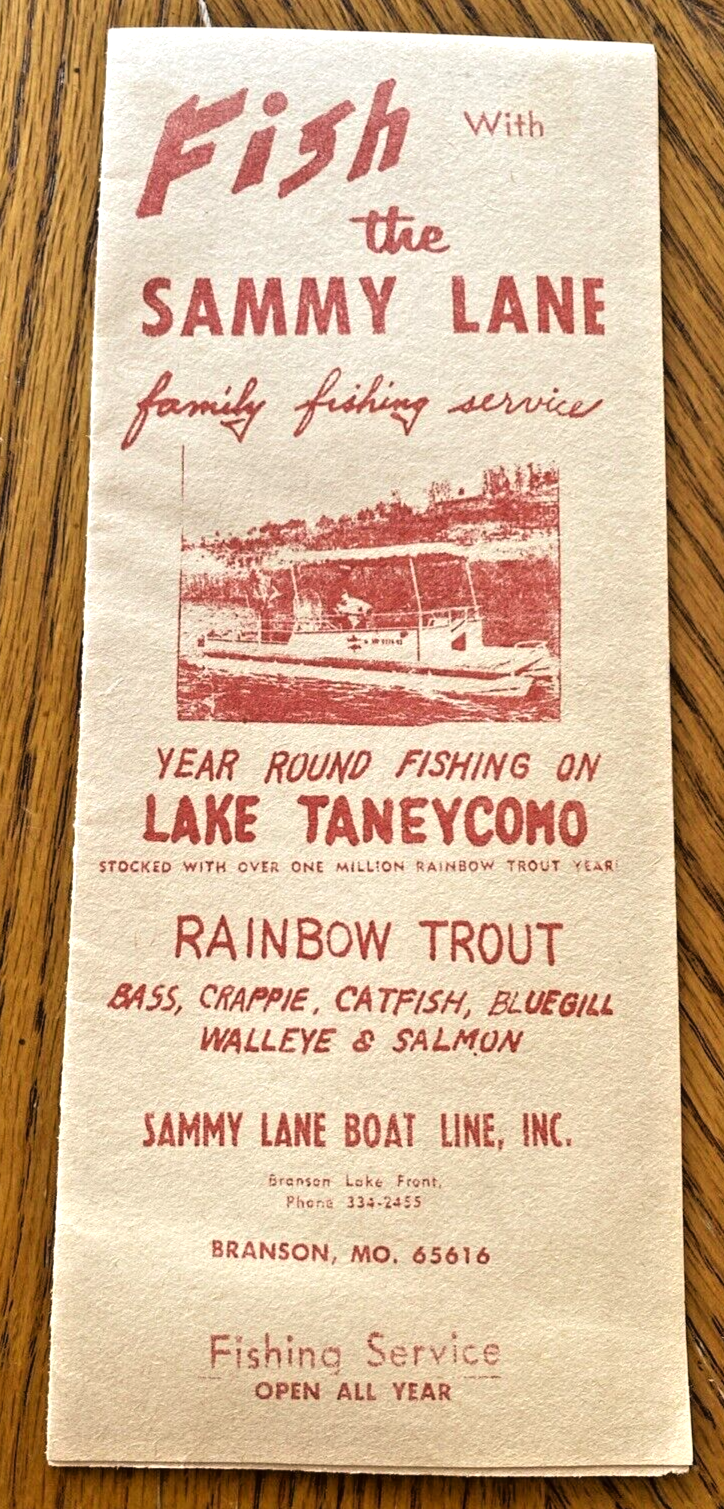 Fish With
the
SAMMY LANE
family fishing service
YEAR ROUND FISHING ON
LAKE TANEYCOMO
STOCKED WITH OVER ONE MILLION RAINBOW TROUT YEAR
RAINBOW TROUT
BASS, CRAPPIE, CATFISH, BLUEGILL
WALLEYE & SALMON
SAMMY LANE BOAT LINE, INC.
Branson Lake Front,
Phone 334-2455
BRANSON, MO. 65616
Fishing Service
OPEN ALL YEAR